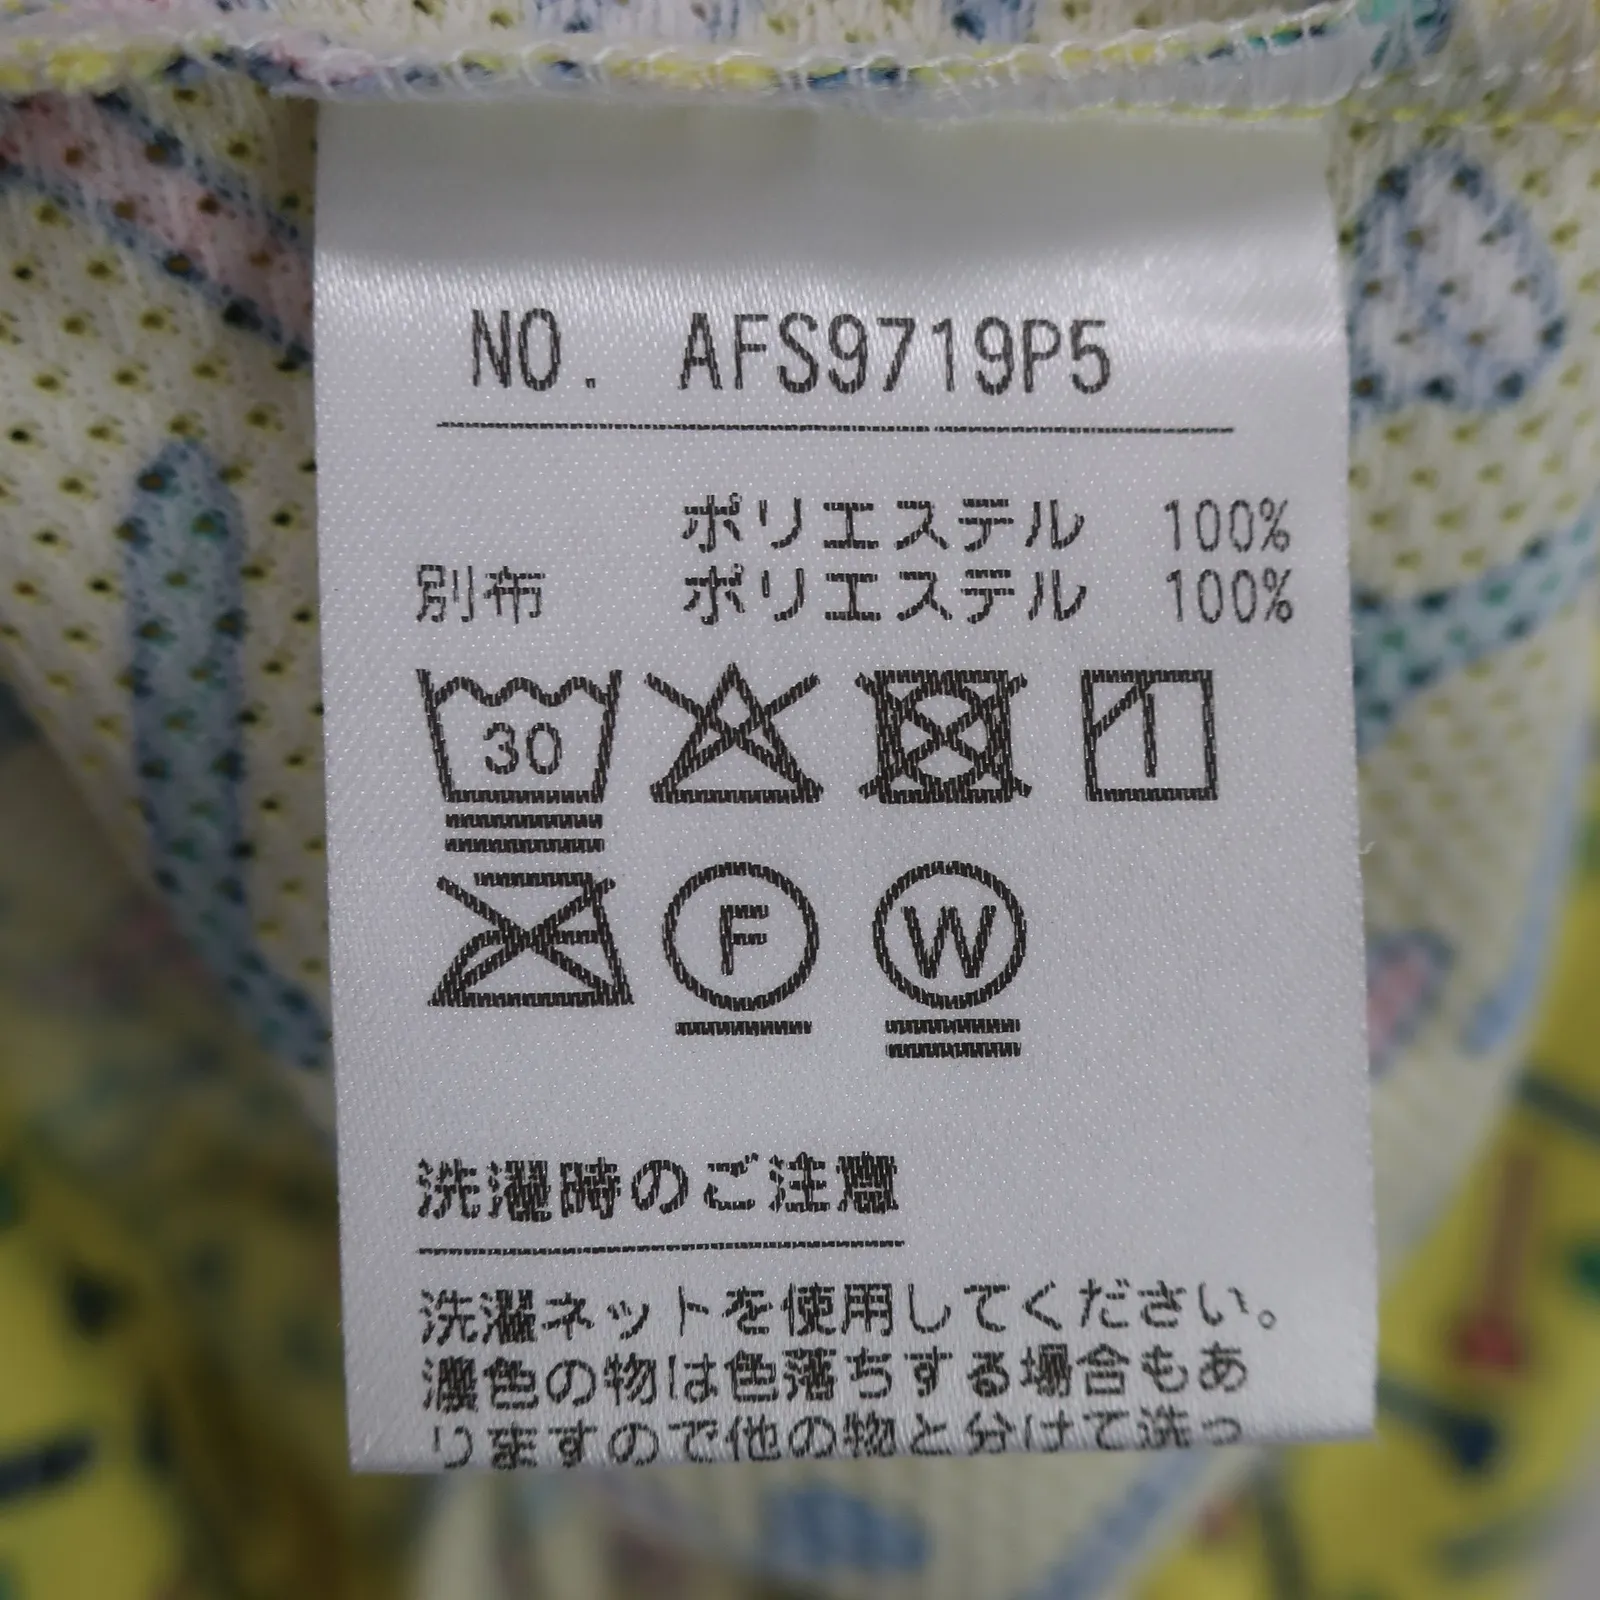 NO. AFS9719P5
ポリエステル 100%
別布 ポリエステル 100%
30
F W
洗濯時のご注意
洗濯ネットを使用してください。
濃色の物は色落ちする場合もあ
りますので他の物と分けて洗っ